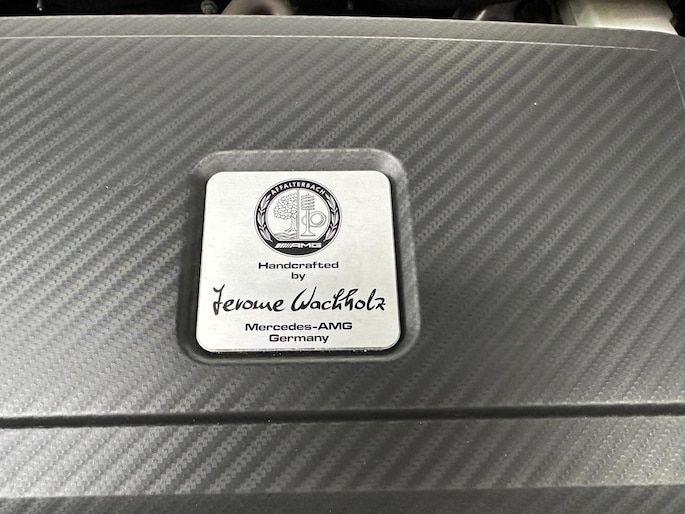 AFFALTERBACH
AMG
Handcrafted
by
Jerome Wachholz
Mercedes-AMG
Germany